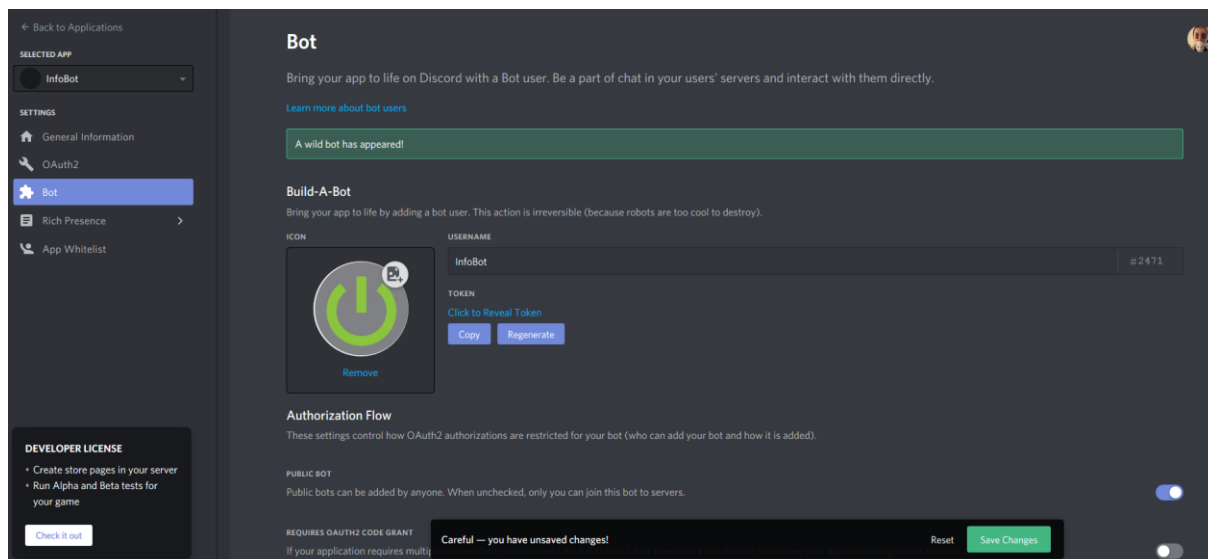 ← Back to Applications
SELECTED APP
InfoBot
SETTINGS
General Information
OAuth2
Bot
Rich Presence
App Whitelist
DEVELOPER LICENSE
• Create store pages in your server
• Run Alpha and Beta tests for
your game
Check it out
Bot
Bring your app to life on Discord with a Bot user. Be a part of chat in your users' servers and interact with them directly.
Learn more about bot users
A wild bot has appeared!
Build-A-Bot
Bring your app to life by adding a bot user. This action is irreversible (because robots are too cool to destroy).
ICON
Remove
USERNAME
InfoBot #2471
TOKEN
Click to Reveal Token
Copy Regenerate
Authorization Flow
These settings control how OAuth2 authorizations are restricted for your bot (who can add your bot and how it is added).
PUBLIC BOT
Public bots can be added by anyone. When unchecked, only you can join this bot to servers.
REQUIRES OAUTH2 CODE GRANT
If your application requires
Careful — you have unsaved changes! Reset Save Changes